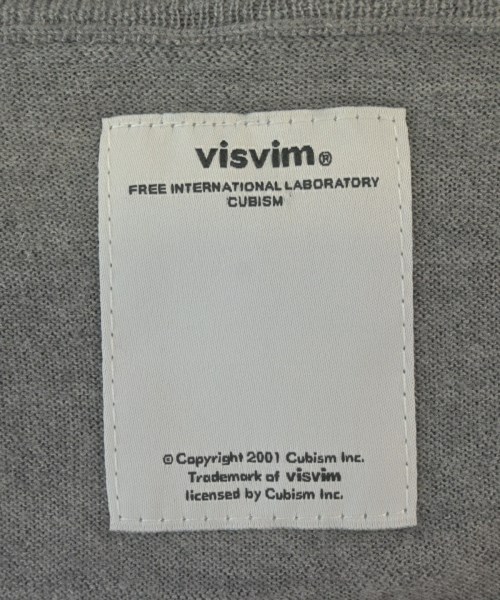 visvim®
FREE INTERNATIONAL LABORATORY
CUBISM
© Copyright 2001 Cubism Inc.
Trademark of visvim
licensed by Cubism Inc.